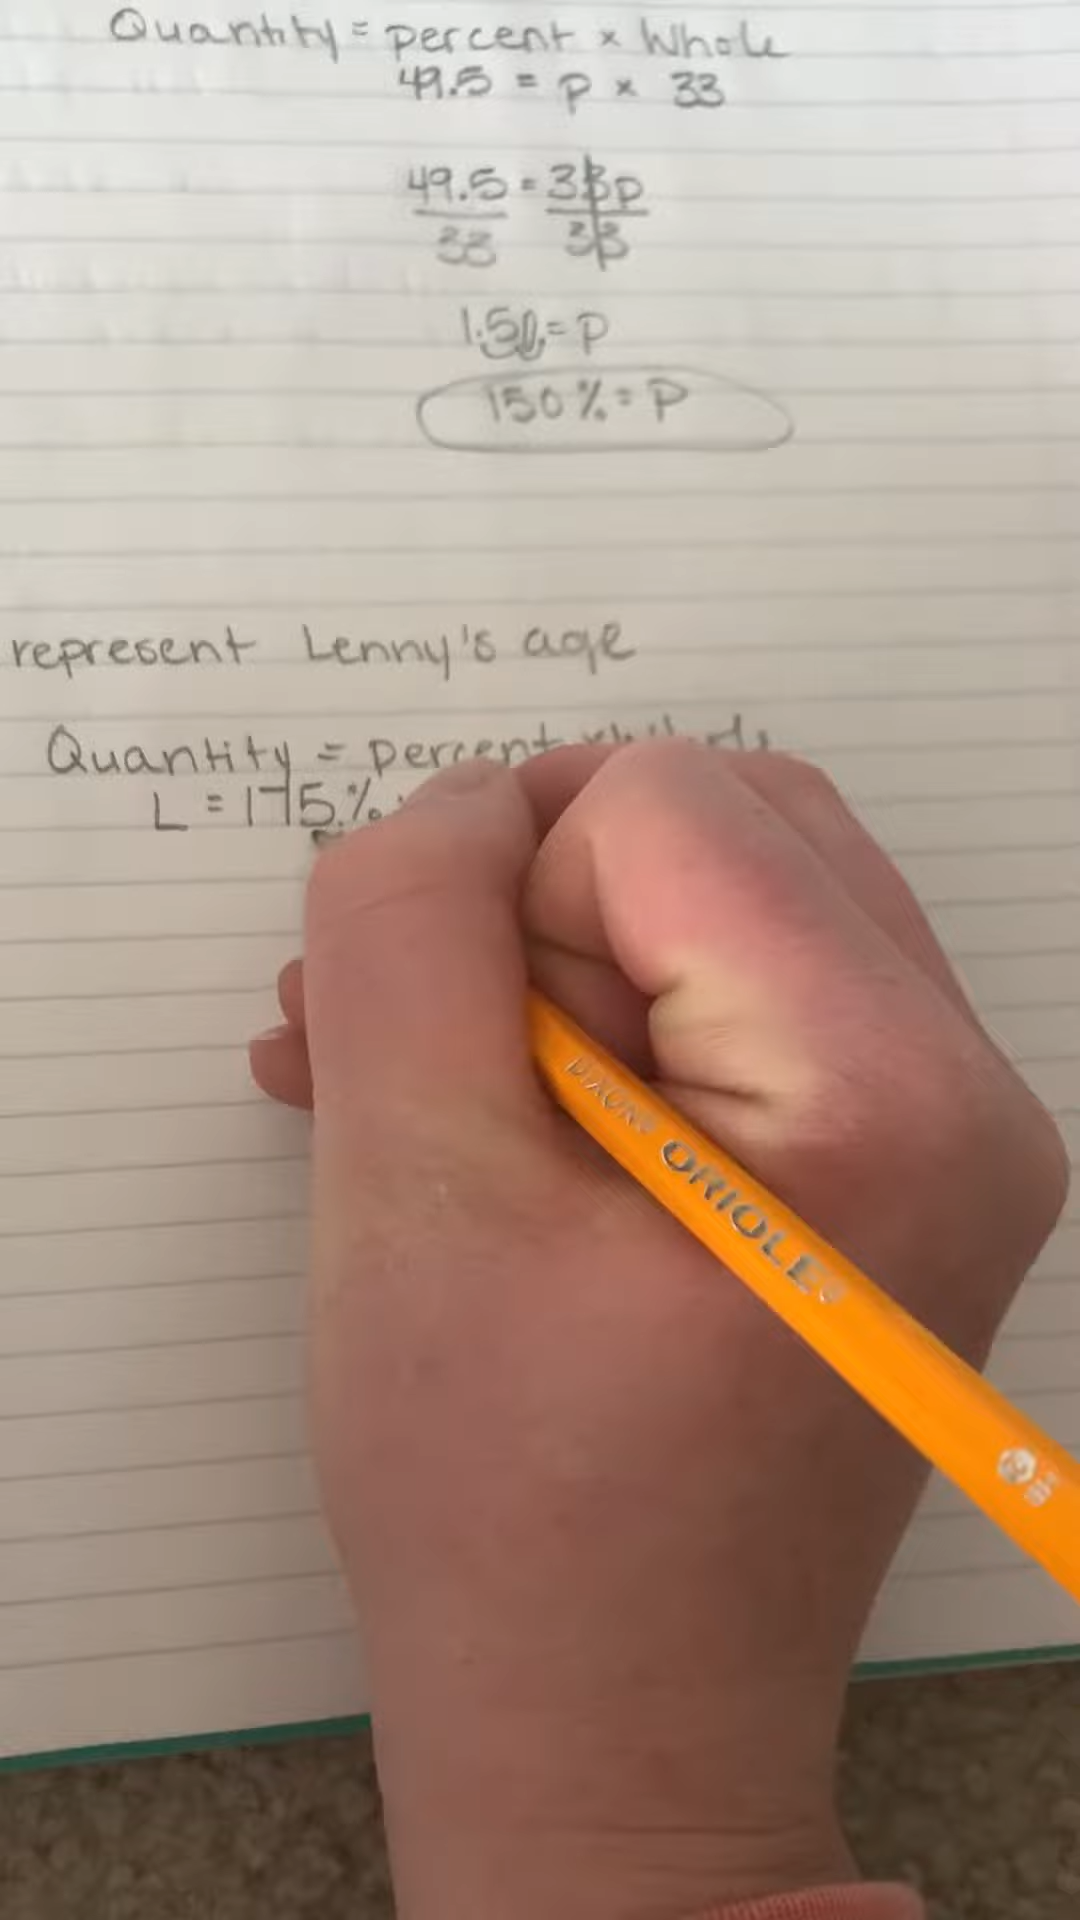 Quantity = percent × Whole
49.5 = p × 33
49.5 = 33p
33 33
1.50 = P
150% = P
represent Lenny's age
Quantity = percent
L = 175.%
DIXON® ORIOLE®